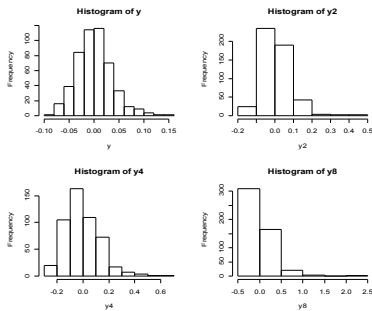 Histogram of y
Frequency
0 20 40 60 80 100
-0.10 -0.05 0.00 0.05 0.10 0.15
y
Histogram of y2
Frequency
0 50 100 150 200
-0.2 0.0 0.1 0.2 0.3 0.4 0.5
y2
Histogram of y4
Frequency
0 50 100 150
-0.2 0.0 0.2 0.4 0.6
y4
Histogram of y8
Frequency
0 50 100 150 200 250 300
-0.5 0.0 0.5 1.0 1.5 2.0 2.5
y8